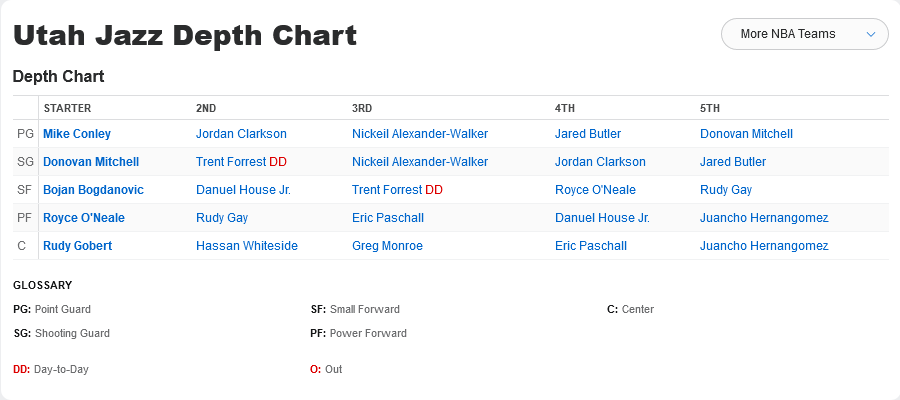 Utah Jazz Depth Chart
More NBA Teams
Depth Chart
STARTER 2ND 3RD 4TH 5TH
PG Mike Conley Jordan Clarkson Nickeil Alexander-Walker Jared Butler Donovan Mitchell
SG Donovan Mitchell Trent Forrest DD Nickeil Alexander-Walker Jordan Clarkson Jared Butler
SF Bojan Bogdanovic Danuel House Jr. Trent Forrest DD Royce O'Neale Rudy Gay
PF Royce O'Neale Rudy Gay Eric Paschall Danuel House Jr. Juancho Hernangomez
C Rudy Gobert Hassan Whiteside Greg Monroe Eric Paschall Juancho Hernangomez
GLOSSARY
PG: Point Guard SF: Small Forward C: Center
SG: Shooting Guard PF: Power Forward
DD: Day-to-Day O: Out